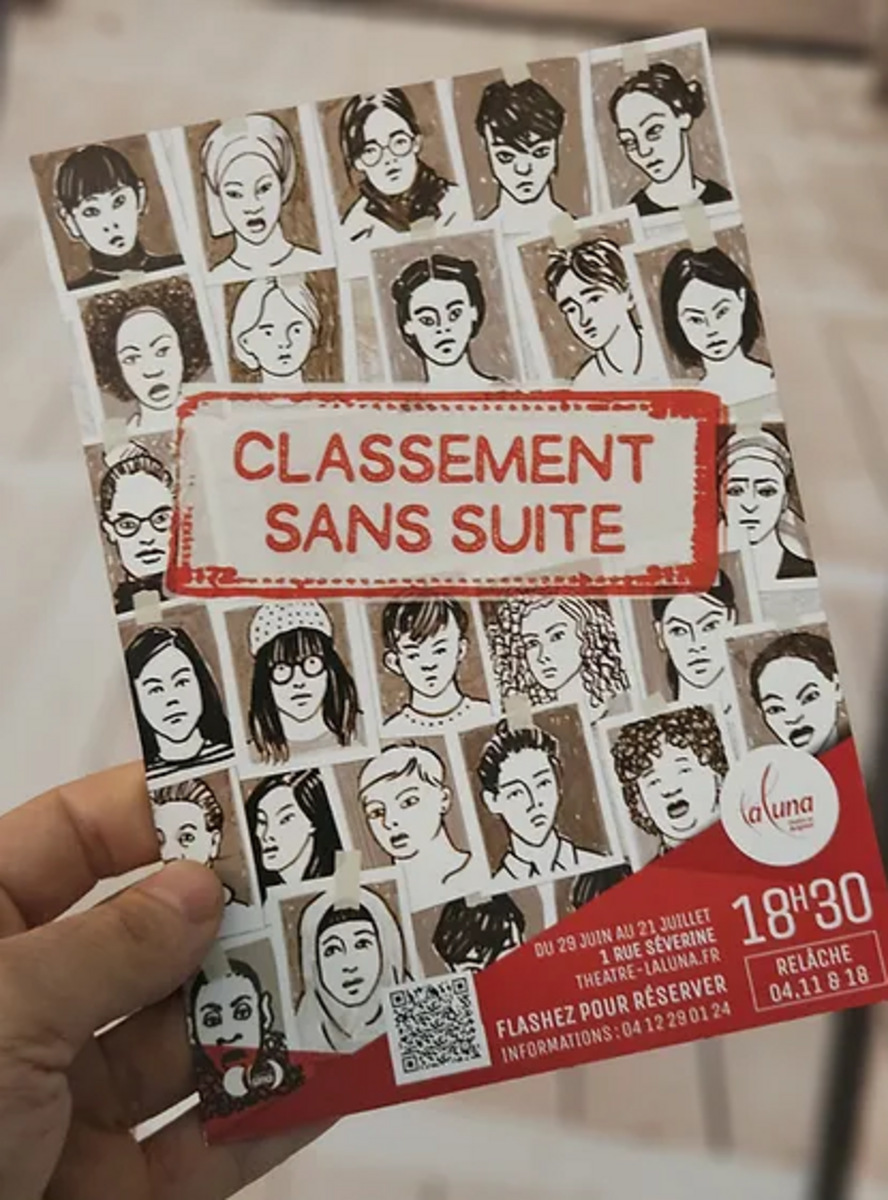 CLASSEMENT
SANS SUITE
laluna
18H30
DU 29 JUIN AU 21 JUILLET
1 RUE SÉVERINE
THEATRE-LALUNA.FR
RELÂCHE
04,11 & 18
FLASHEZ POUR RÉSERVER
INFORMATIONS : 04 12 29 01 24